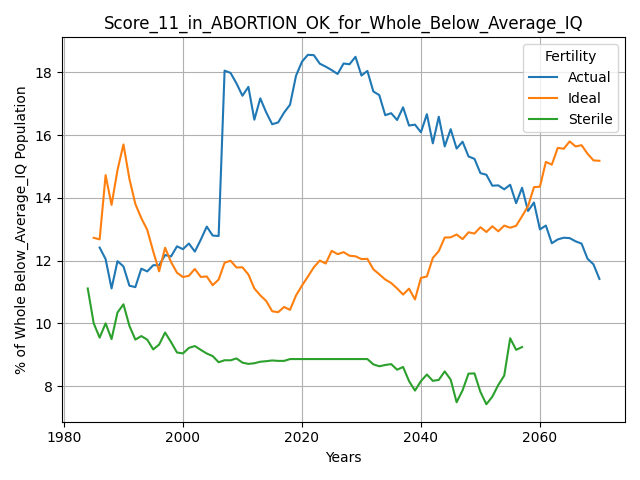 Score_11_in_ABORTION_OK_for_Whole_Below_Average_IQ
% of Whole Below_Average_IQ Population
18
16
14
12
10
8
1980
2000
2020
2040
2060
Years
Fertility
Actual
Ideal
Sterile